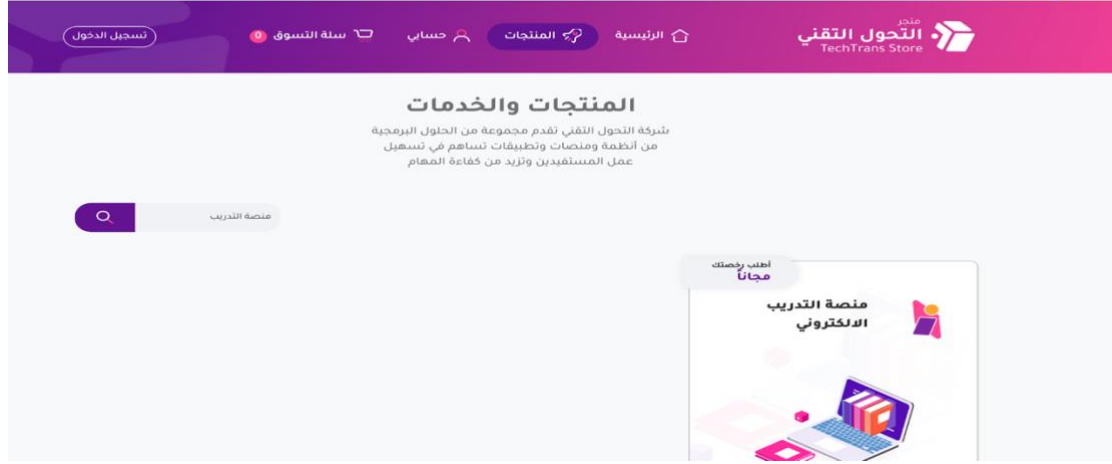 متجر
التحول التقني
TechTrans Store
الرئيسية
المنتجات
حسابي
سلة التسوق 0
تسجيل الدخول
المنتجات والخدمات
شركة التحول التقني تقدم مجموعة من الحلول البرمجية
من أنظمة ومنصات وتطبيقات تساهم في تسهيل
عمل المستفيدين وتزيد من كفاءة المهام
منصة التدريب
أطلب رخصتك
مجاناً
منصة التدريب
الالكتروني